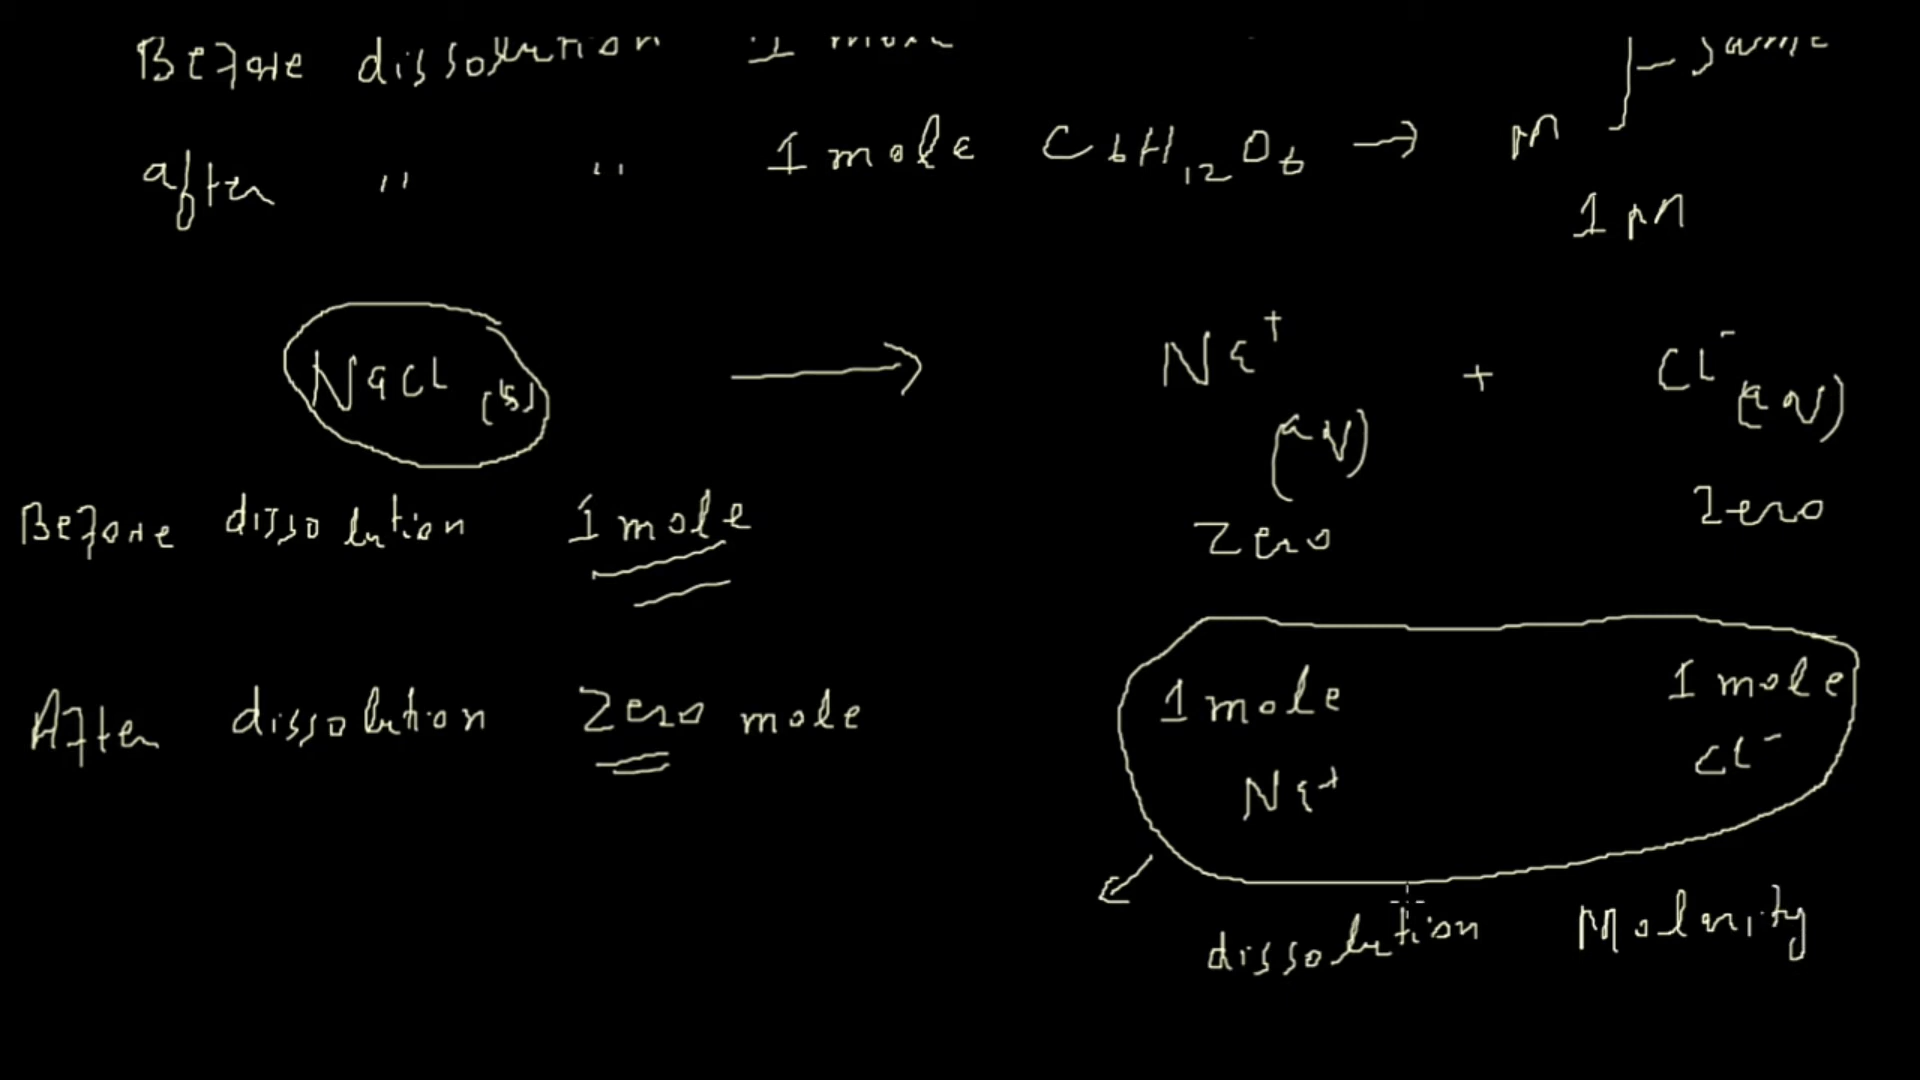 Before dissolution 1 mole same
after " " 1 mole C6H12O6 → M
1 M
NaCl (s) → Na+ (aq) + Cl- (aq)
Before dissolution 1 mole Zero Zero
After dissolution Zero mole 1 mole 1 mole
Na+ Cl-
dissolution Molarity